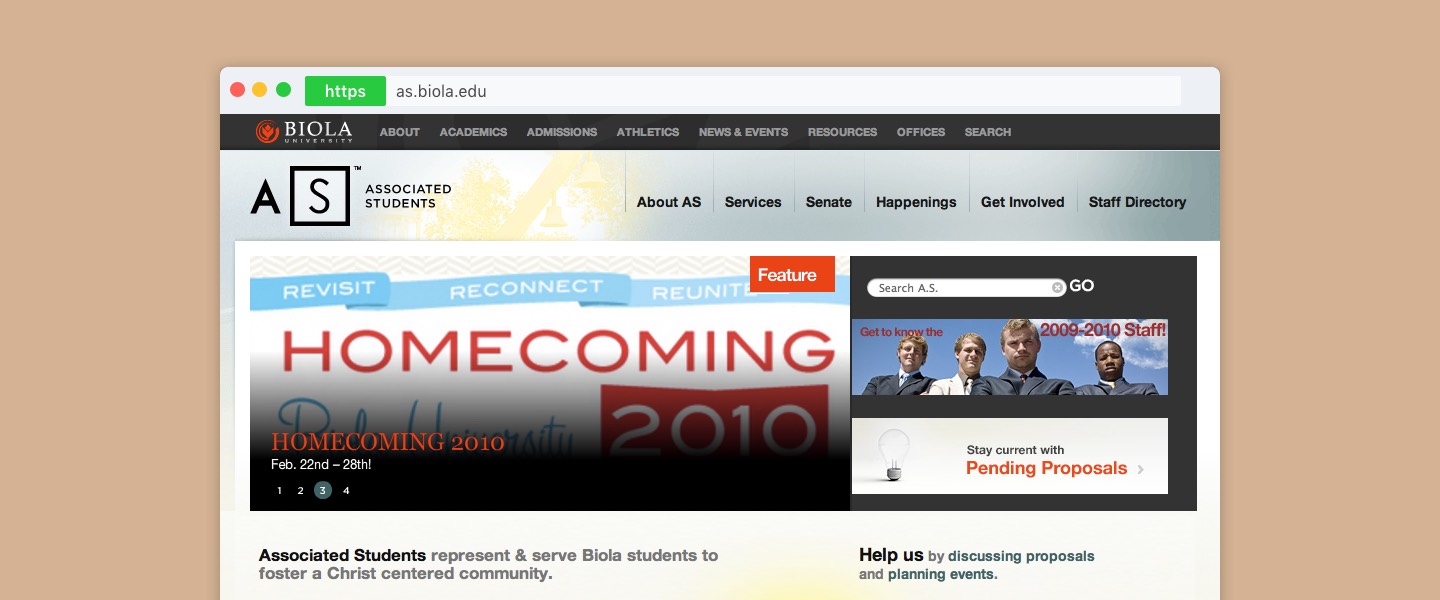 https as.biola.edu
BIOLA
UNIVERSITY
ABOUT ACADEMICS ADMISSIONS ATHLETICS NEWS & EVENTS RESOURCES OFFICES SEARCH
A S ™
ASSOCIATED
STUDENTS
About AS Services Senate Happenings Get Involved Staff Directory
Feature
REVISIT RECONNECT REUNITE
HOMECOMING
Biola University 2010
HOMECOMING 2010
Feb. 22nd – 28th!
1 2 3 4
Search A.S. GO
Get to know the 2009-2010 Staff!
Stay current with
Pending Proposals
Associated Students represent & serve Biola students to
foster a Christ centered community.
Help us by discussing proposals
and planning events.